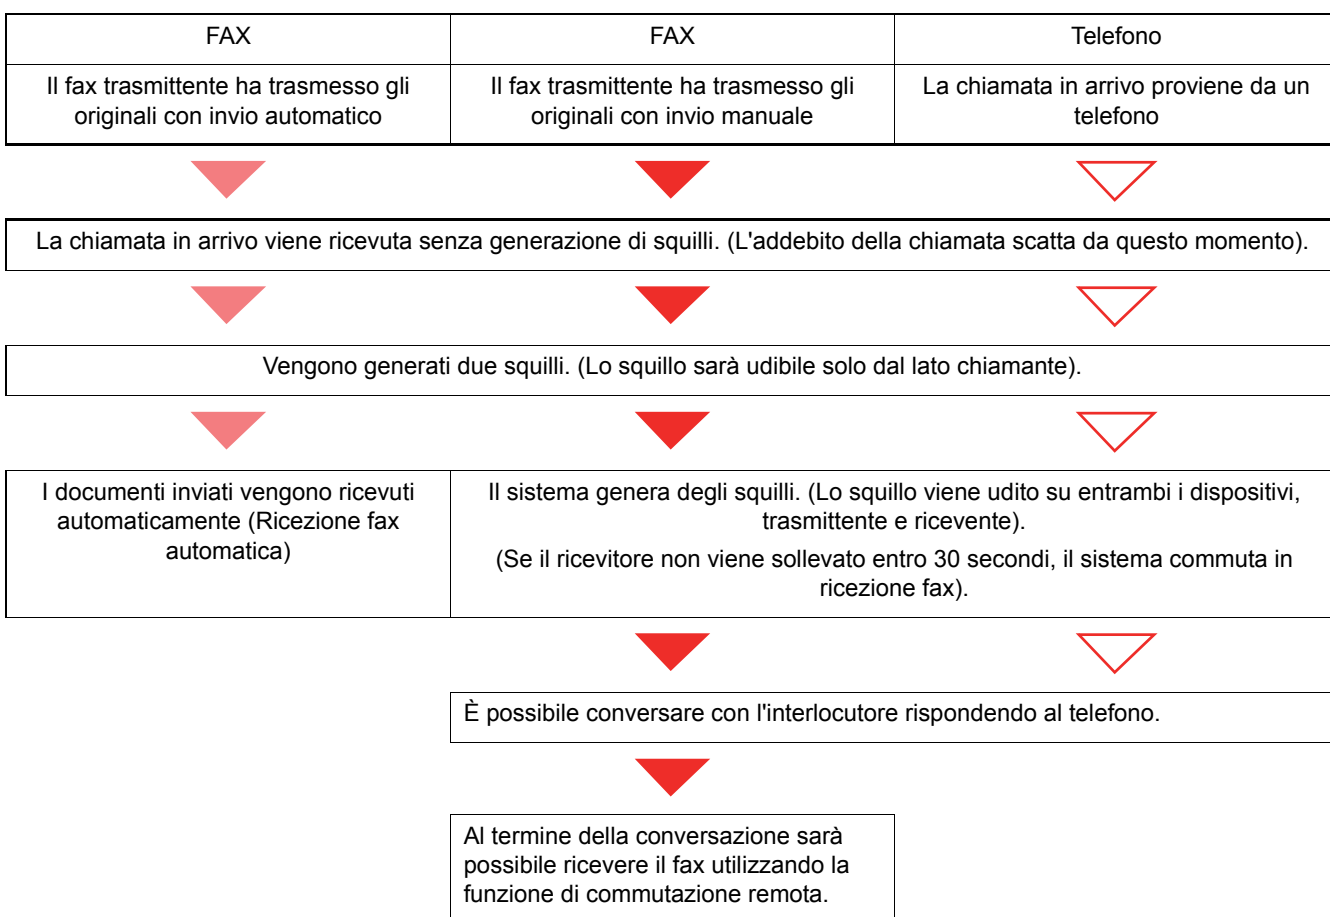 FAX
FAX
Telefono
Il fax trasmittente ha trasmesso gli
originali con invio automatico
Il fax trasmittente ha trasmesso gli
originali con invio manuale
La chiamata in arrivo proviene da un
telefono
La chiamata in arrivo viene ricevuta senza generazione di squilli. (L'addebito della chiamata scatta da questo momento).
Vengono generati due squilli. (Lo squillo sarà udibile solo dal lato chiamante).
I documenti inviati vengono ricevuti
automaticamente (Ricezione fax
automatica)
Il sistema genera degli squilli. (Lo squillo viene udito su entrambi i dispositivi,
trasmittente e ricevente).
(Se il ricevitore non viene sollevato entro 30 secondi, il sistema commuta in
ricezione fax).
È possibile conversare con l'interlocutore rispondendo al telefono.
Al termine della conversazione sarà
possibile ricevere il fax utilizzando la
funzione di commutazione remota.